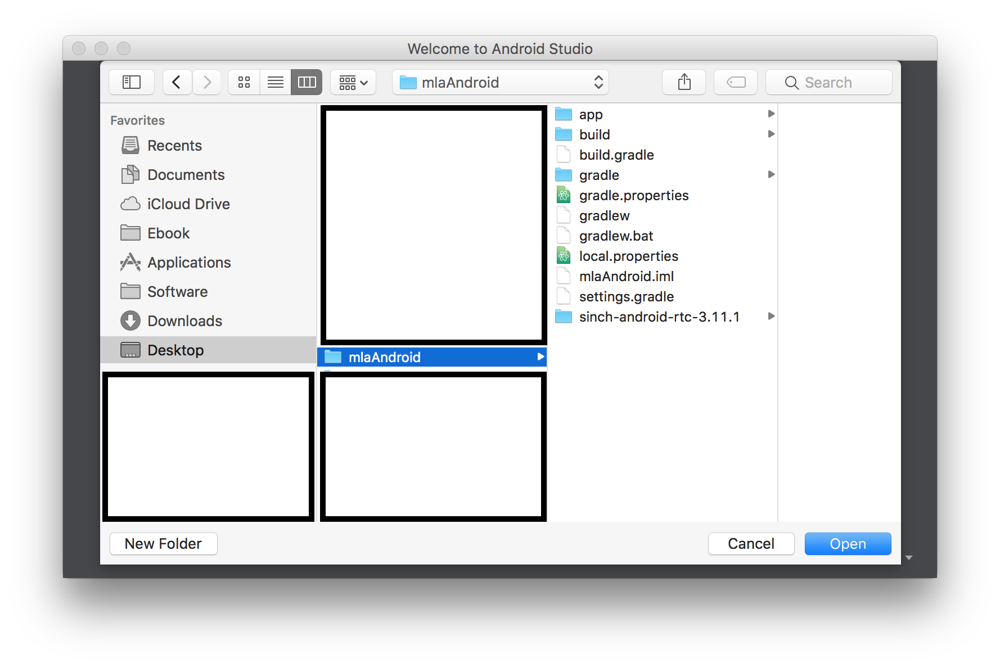 Welcome to Android Studio
mlaAndroid
Search
Favorites
Recents
Documents
iCloud Drive
Ebook
Applications
Software
Downloads
Desktop
mlaAndroid
app
build
build.gradle
gradle
gradle.properties
gradlew
gradlew.bat
local.properties
mlaAndroid.iml
settings.gradle
sinch-android-rtc-3.11.1
New Folder
Cancel
Open